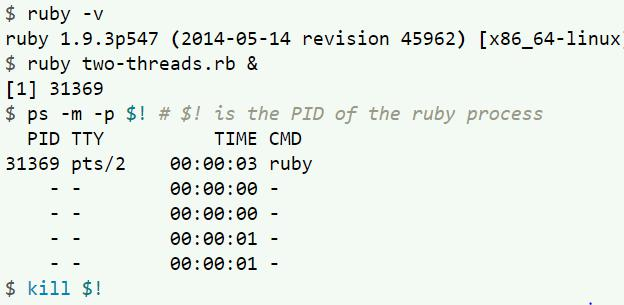 $ ruby -v
ruby 1.9.3p547 (2014-05-14 revision 45962) [x86_64-linux
$ ruby two-threads.rb &
[1] 31369
$ ps -m -p $! # $! is the PID of the ruby process
  PID TTY          TIME CMD
31369 pts/2    00:00:03 ruby
    - -        00:00:00 -
    - -        00:00:00 -
    - -        00:00:01 -
    - -        00:00:01 -
$ kill $!